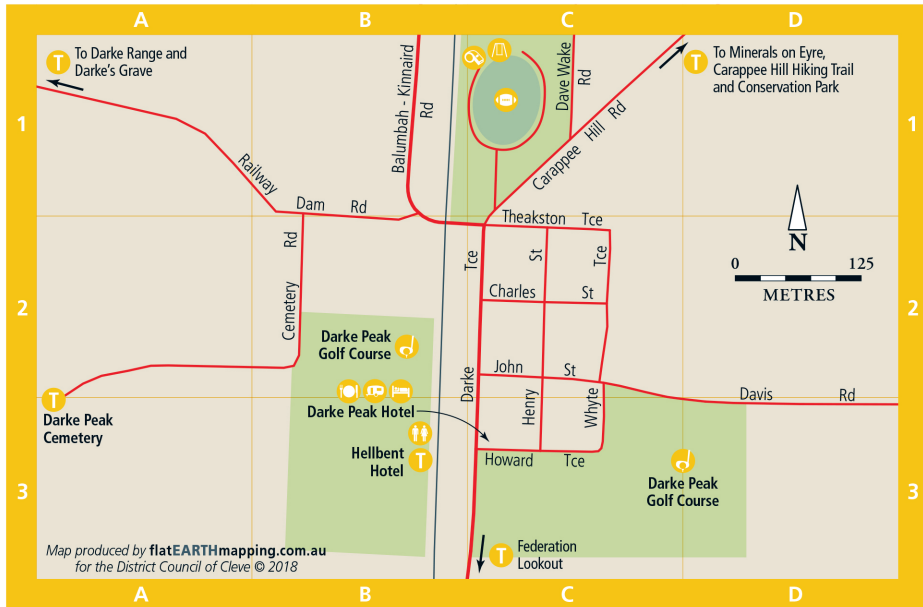 A B C D
T To Darke Range and
Darke's Grave
Balumbah - Kinnaird
Rd
Dave Wake
Rd
T To Minerals on Eyre,
Carappee Hill Hiking Trail
and Conservation Park
1
1
Carappee Hill Rd
Railway
Dam Rd
Theakston Tce
N
0 125
METRES
Cemetery Rd
Darke Tce
Henry St
Whyte Tce
Charles St
2
2
Darke Peak
Golf Course
John St
Davis Rd
T
Darke Peak
Cemetery
Darke Peak Hotel
Hellbent
Hotel
T
Howard Tce
Darke Peak
Golf Course
3
3
T Federation
Lookout
Map produced by flatEARTHmapping.com.au
for the District Council of Cleve © 2018
A B C D